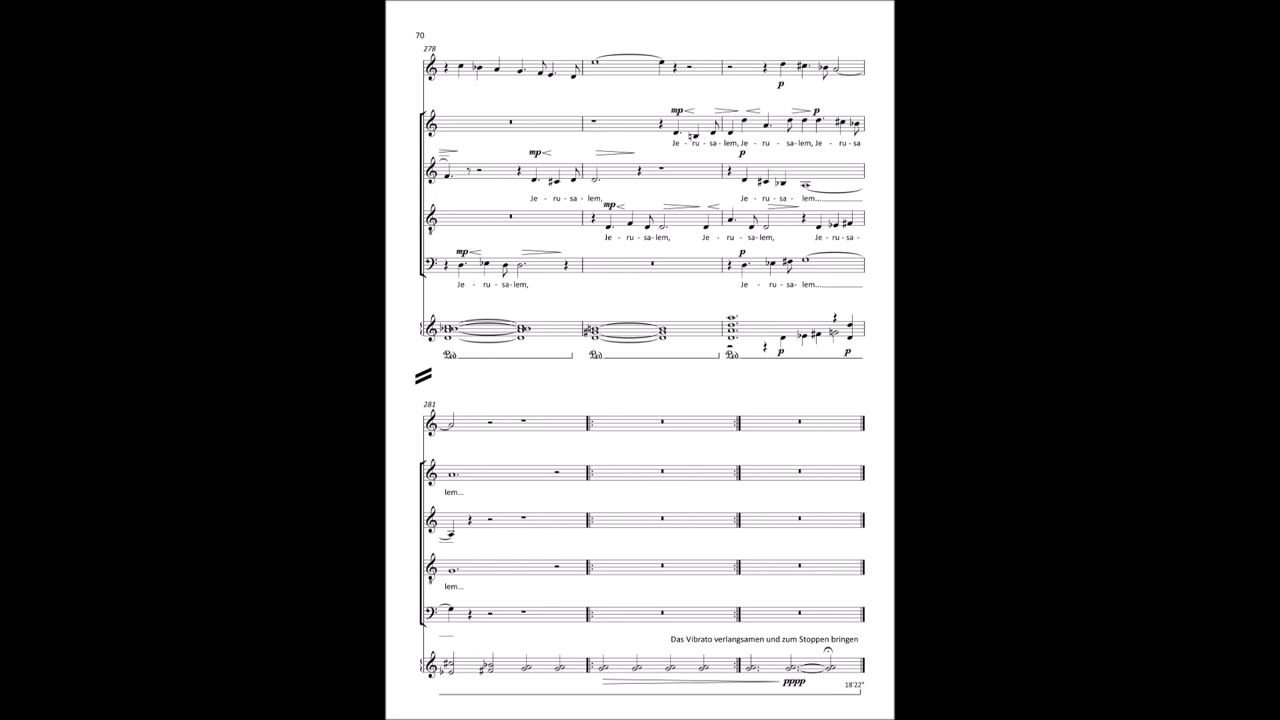 70
278
p
mp p
Je - ru - sa - lem, Je - ru - sa - lem, Je - ru - sa
mp p
Je - ru - sa - lem, Je - ru - sa - lem...
mp
Je - ru - sa - lem, Je - ru - sa - lem, Je - ru - sa -
mp p
Je - ru - sa - lem, Je - ru - sa - lem...
p p
Ped Ped Ped
281
lem...
lem...
Das Vibrato verlangsamen und zum Stoppen bringen
pppp
18'22"